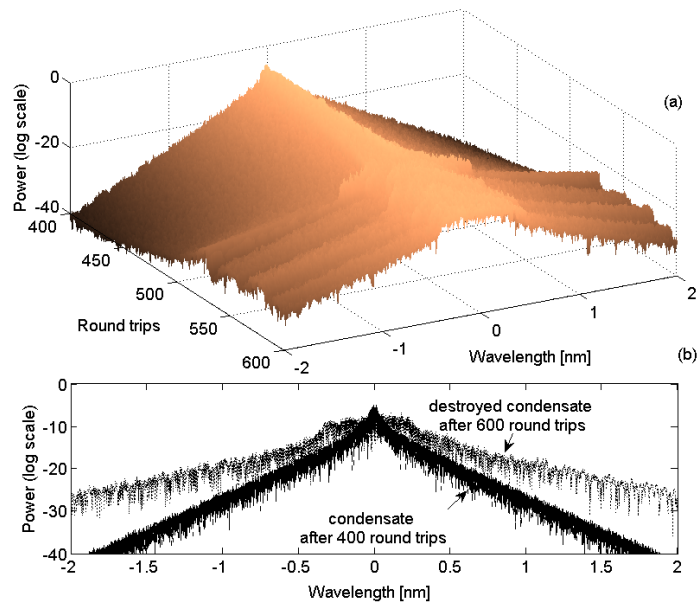 (a)
Power (log scale)
0
-20
-40
400
450
500
550
600
Round trips
-2
-1
0
1
2
Wavelength [nm]
(b)
Power (log scale)
0
-10
-20
-30
-40
destroyed condensate
after 600 round trips
condensate
after 400 round trips
-2
-1.5
-1
-0.5
0
0.5
1
1.5
2
Wavelength [nm]